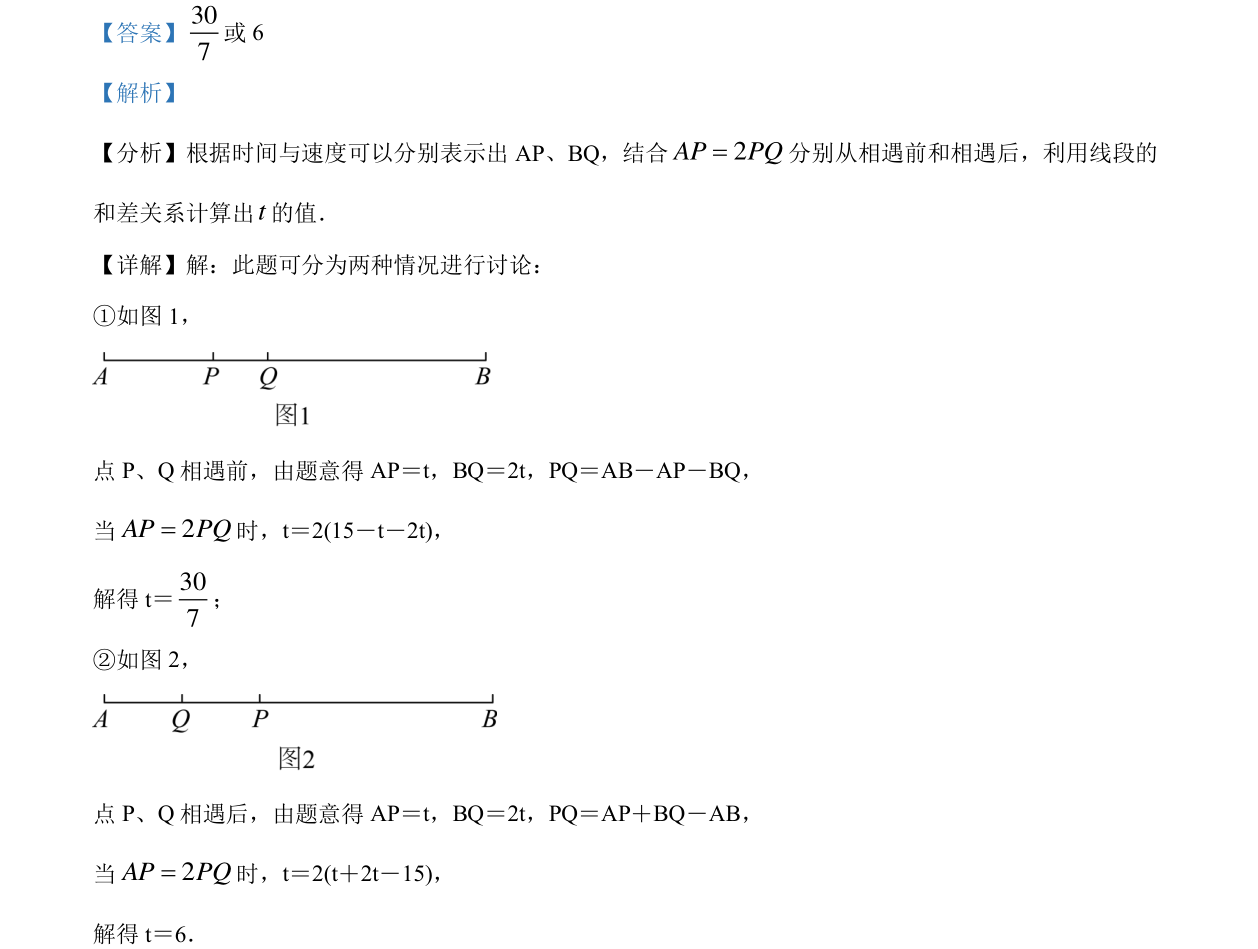 【答案】30/7 或 6
【解析】
【分析】根据时间与速度可以分别表示出 AP、BQ，结合 AP = 2PQ 分别从相遇前和相遇后，利用线段的
和差关系计算出 t 的值．
【详解】解：此题可分为两种情况进行讨论：
①如图 1，
A P Q B
图1
点 P、Q 相遇前，由题意得 AP＝t，BQ＝2t，PQ＝AB－AP－BQ，
当 AP = 2PQ 时，t＝2(15－t－2t)，
解得 t＝30/7；
②如图 2，
A Q P B
图2
点 P、Q 相遇后，由题意得 AP＝t，BQ＝2t，PQ＝AP＋BQ－AB，
当 AP = 2PQ 时，t＝2(t＋2t－15)，
解得 t＝6．